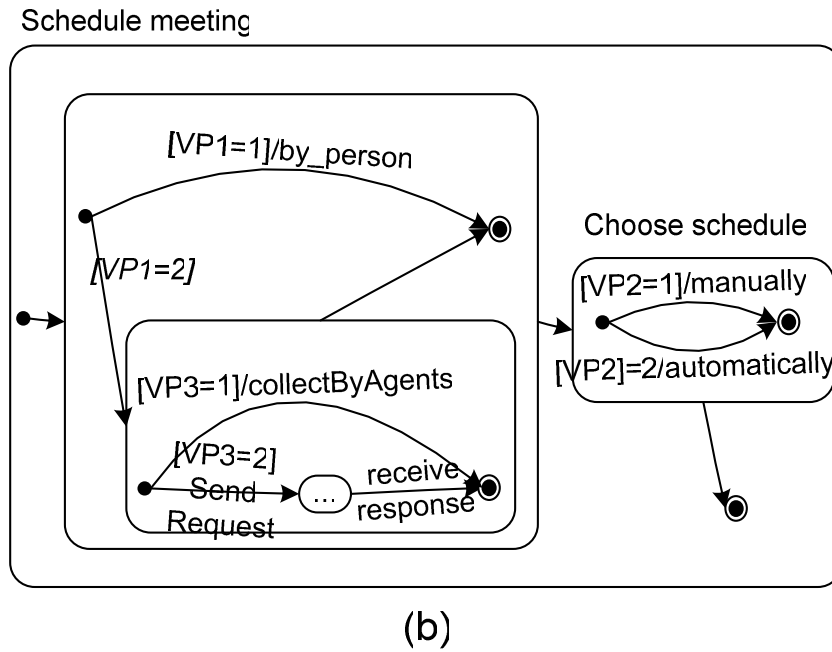 Schedule meeting
[VP1=1]/by_person
[VP1=2]
Choose schedule
[VP2=1]/manually
[VP2]=2/automatically
[VP3=1]/collectByAgents
[VP3=2]
Send
Request
...
receive
response
(b)